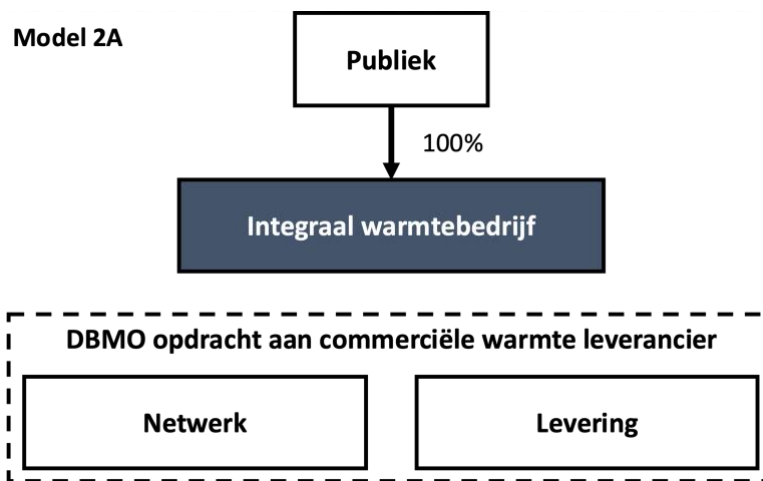 Model 2A
Publiek
100%
Integraal warmtebedrijf
DBMO opdracht aan commerciële warmte leverancier
Netwerk
Levering